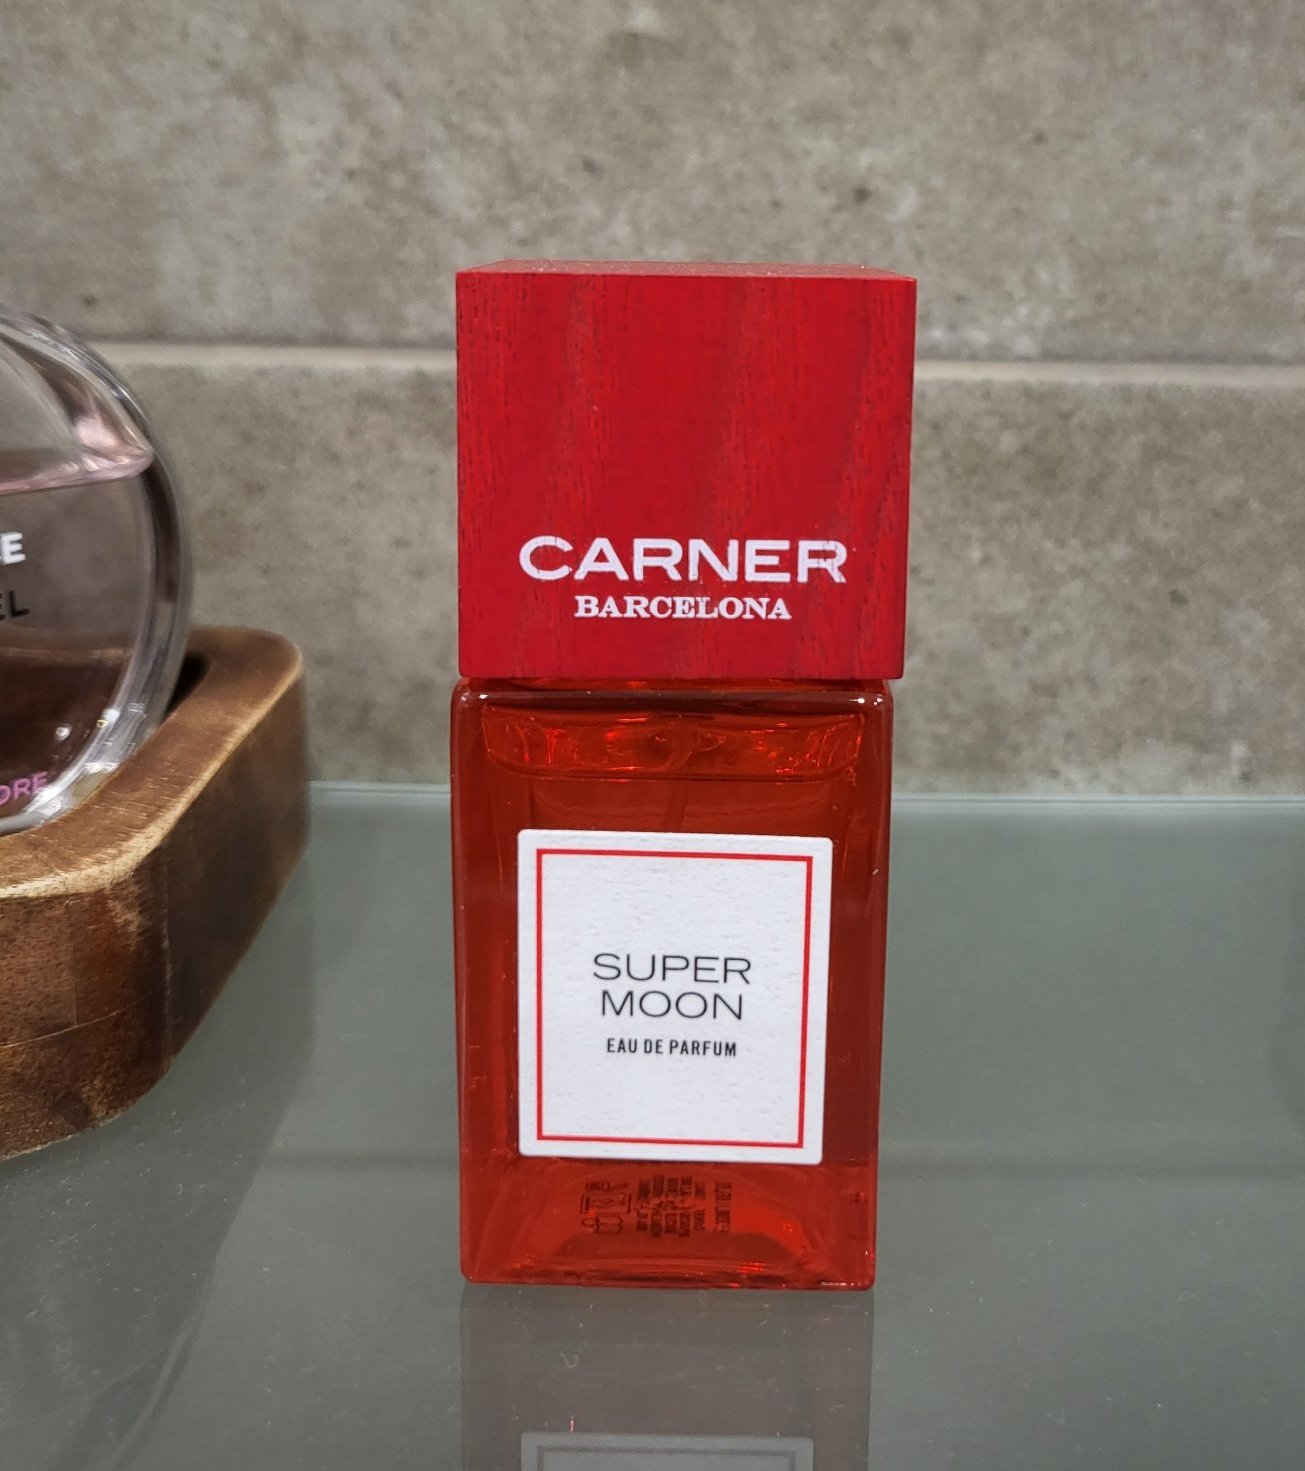 CARNER
BARCELONA
SUPER
MOON
EAU DE PARFUM